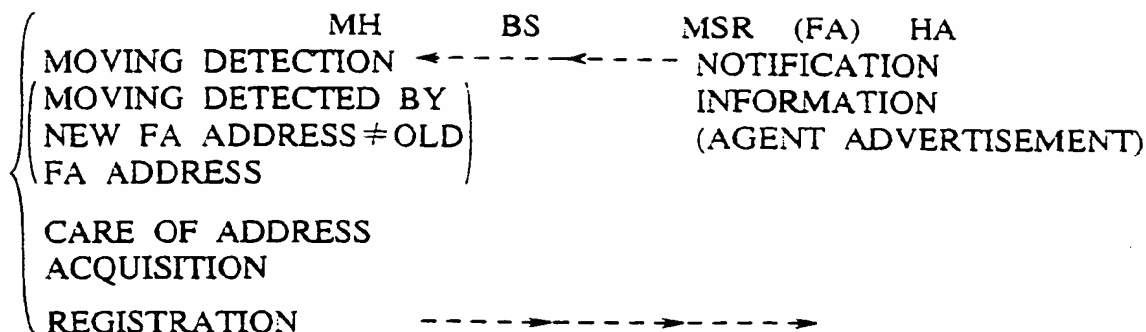 MH BS MSR (FA) HA
MOVING DETECTION NOTIFICATION
MOVING DETECTED BY INFORMATION
NEW FA ADDRESS≠OLD (AGENT ADVERTISEMENT)
FA ADDRESS
CARE OF ADDRESS
ACQUISITION
REGISTRATION